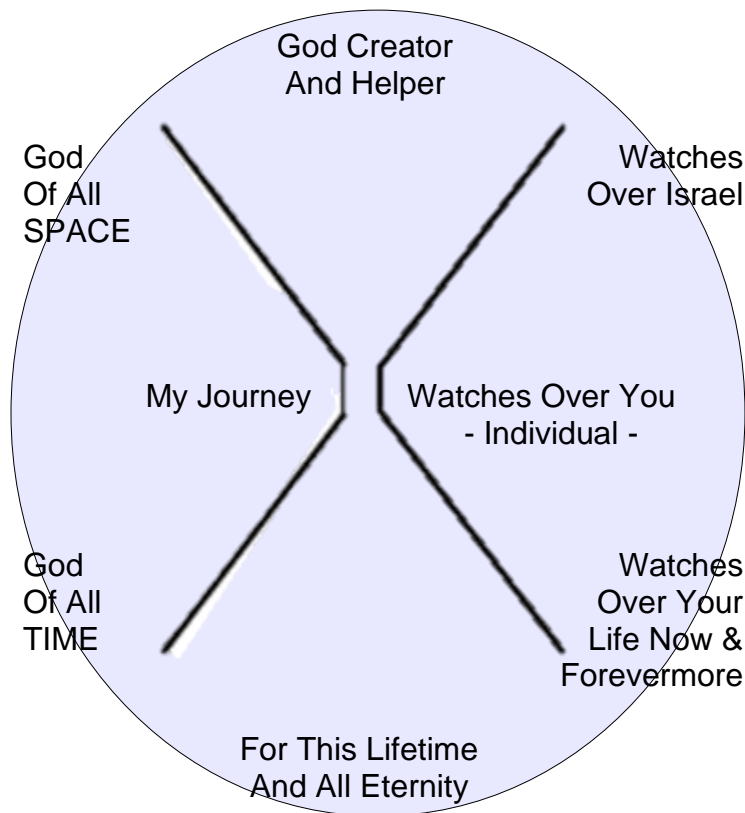 God Creator
And Helper
God
Of All
SPACE
Watches
Over Israel
My Journey
Watches Over You
- Individual -
God
Of All
TIME
Watches
Over Your
Life Now &
Forevermore
For This Lifetime
And All Eternity